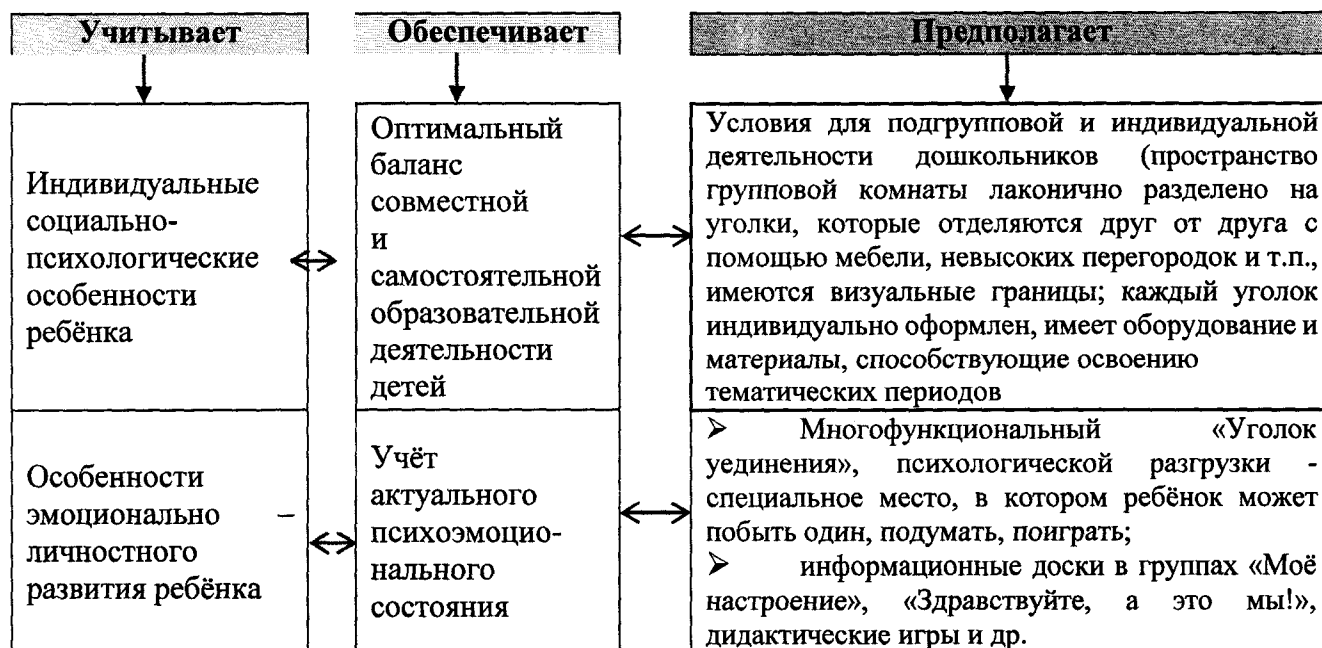 Учитывает
Обеспечивает
Предполагает
Индивидуальные
социально-
психологические
особенности
ребёнка
Оптимальный
баланс
совместной
и
самостоятельной
образовательной
деятельности
детей
Условия для подгрупповой и индивидуальной
деятельности дошкольников (пространство
групповой комнаты лаконично разделено на
уголки, которые отделяются друг от друга с
помощью мебели, невысоких перегородок и т.п.,
имеются визуальные границы; каждый уголок
индивидуально оформлен, имеет оборудование и
материалы, способствующие освоению
тематических периодов
Особенности
эмоционально –
личностного
развития ребёнка
Учёт
актуального
психоэмоцио-
нального
состояния
➢ Многофункциональный «Уголок
уединения», психологической разгрузки -
специальное место, в котором ребёнок может
побыть один, подумать, поиграть;
➢ информационные доски в группах «Моё
настроение», «Здравствуйте, а это мы!»,
дидактические игры и др.